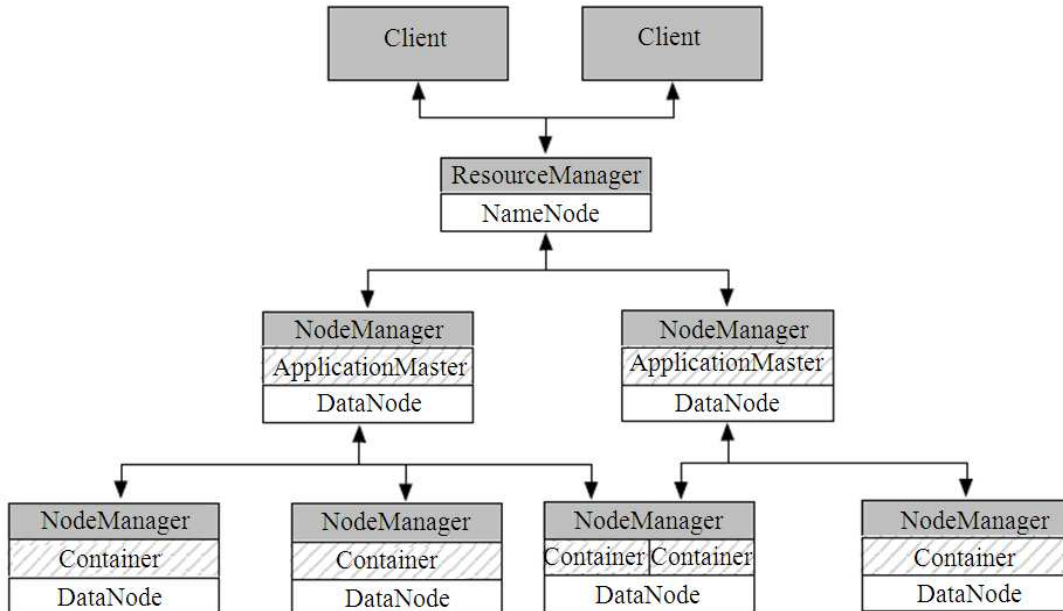 Client Client
ResourceManager
NameNode
NodeManager NodeManager
ApplicationMaster ApplicationMaster
DataNode DataNode
NodeManager NodeManager NodeManager NodeManager
Container Container Container Container Container
DataNode DataNode DataNode DataNode